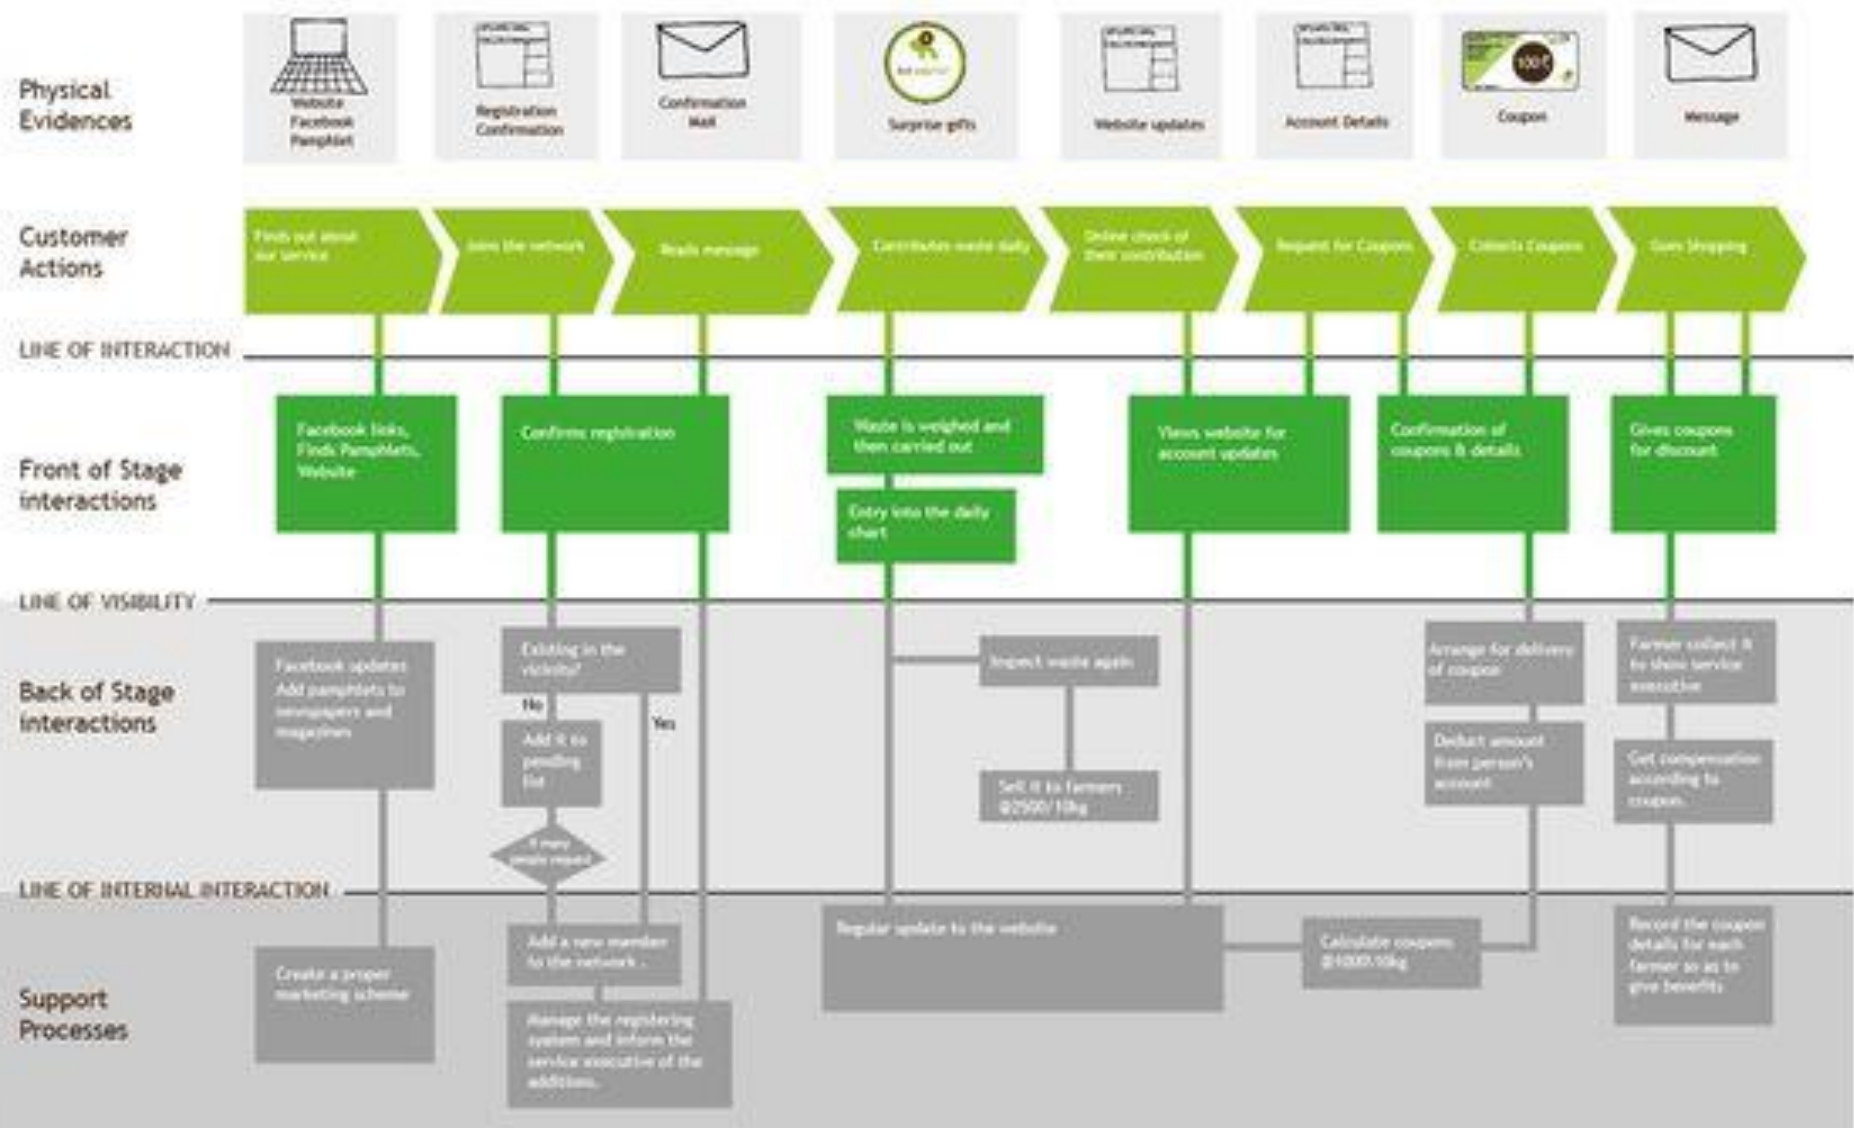 Physical
Evidences
Website
Facebook
Pamphlet
Registration
Confirmation
Confirmation
Mail
Surprise gifts
Website updates
Account Details
Coupon
Message
Customer
Actions
Finds out about
our service
Joins the network
Reads message
Contributes waste daily
Online check of
their contribution
Request for Coupons
Collects Coupons
Goes Shopping
LINE OF INTERACTION
Front of Stage
interactions
Facebook links,
Finds Pamphlets,
Website
Confirms registration
Waste is weighed and
then carried out
Entry into the daily
chart
Views website for
account updates
Confirmation of
coupons & details
Gives coupons
for discount
LINE OF VISIBILITY
Back of Stage
interactions
Facebook updates
Add pamphlets to
newspapers and
magazines
Existing in the
vicinity?
No
Yes
Add it to
pending
list
If many
people request
Inspect waste again
Sell it to farmers
@2500/10kg
Arrange for delivery
of coupon
Deduct amount
from person's
account
Farmer collect it
to show service
executive
Get compensation
according to
coupon.
LINE OF INTERNAL INTERACTION
Support
Processes
Create a proper
marketing scheme
Add a new member
to the network .
Manage the registering
system and inform the
service executive of the
additions.
Regular update to the website
Calculate coupons
Record the coupon
details for each
farmer so as to
give benefits